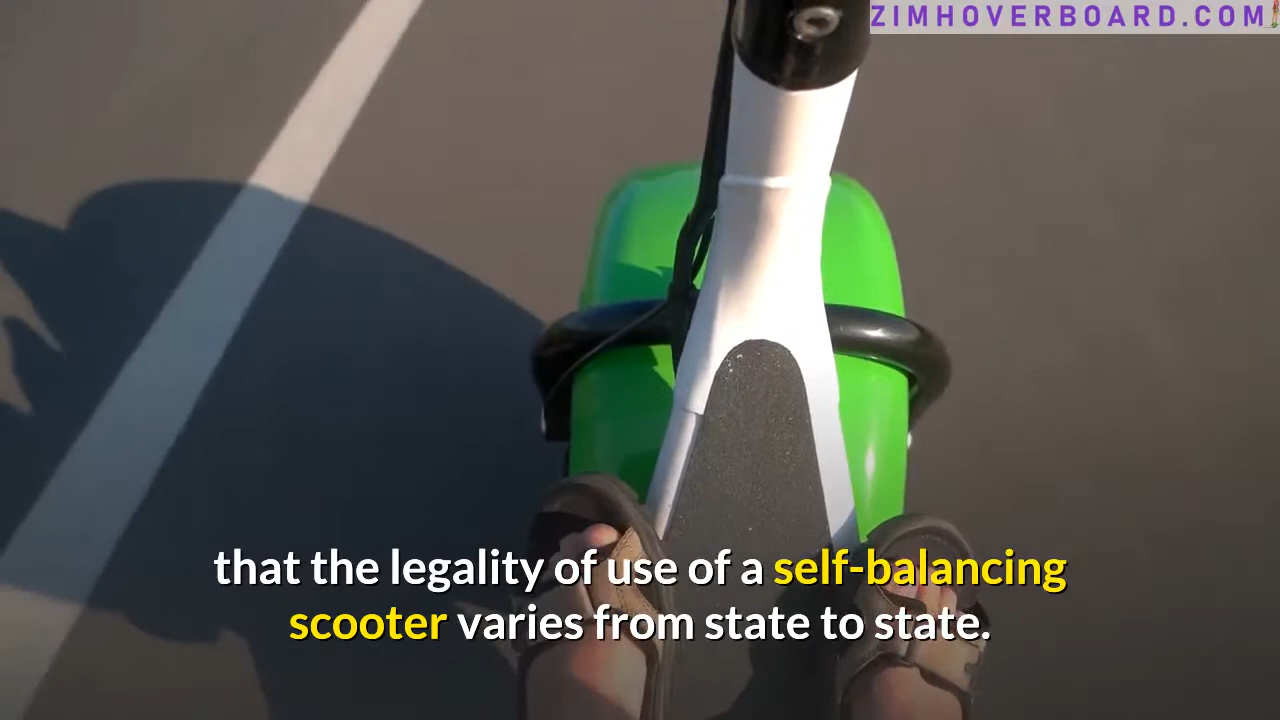 ZIMHOVERBOARD.COM
that the legality of use of a self-balancing
scooter varies from state to state.